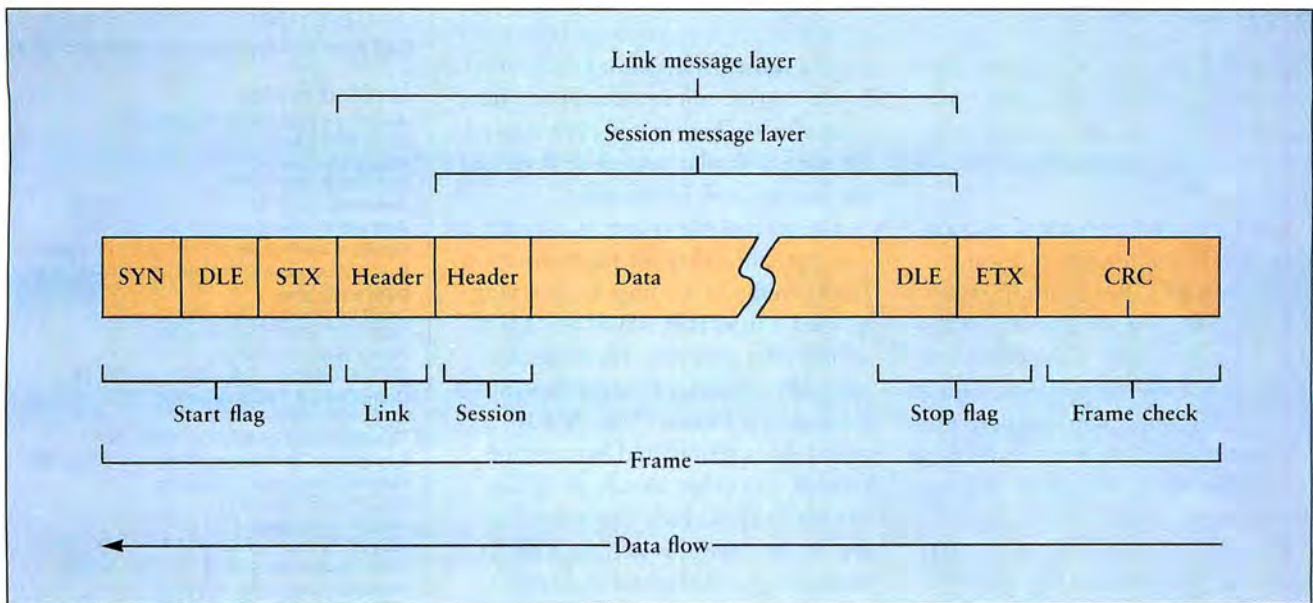 Link message layer
Session message layer
SYN DLE STX Header Header Data DLE ETX CRC
Start flag Link Session Stop flag Frame check
Frame
Data flow